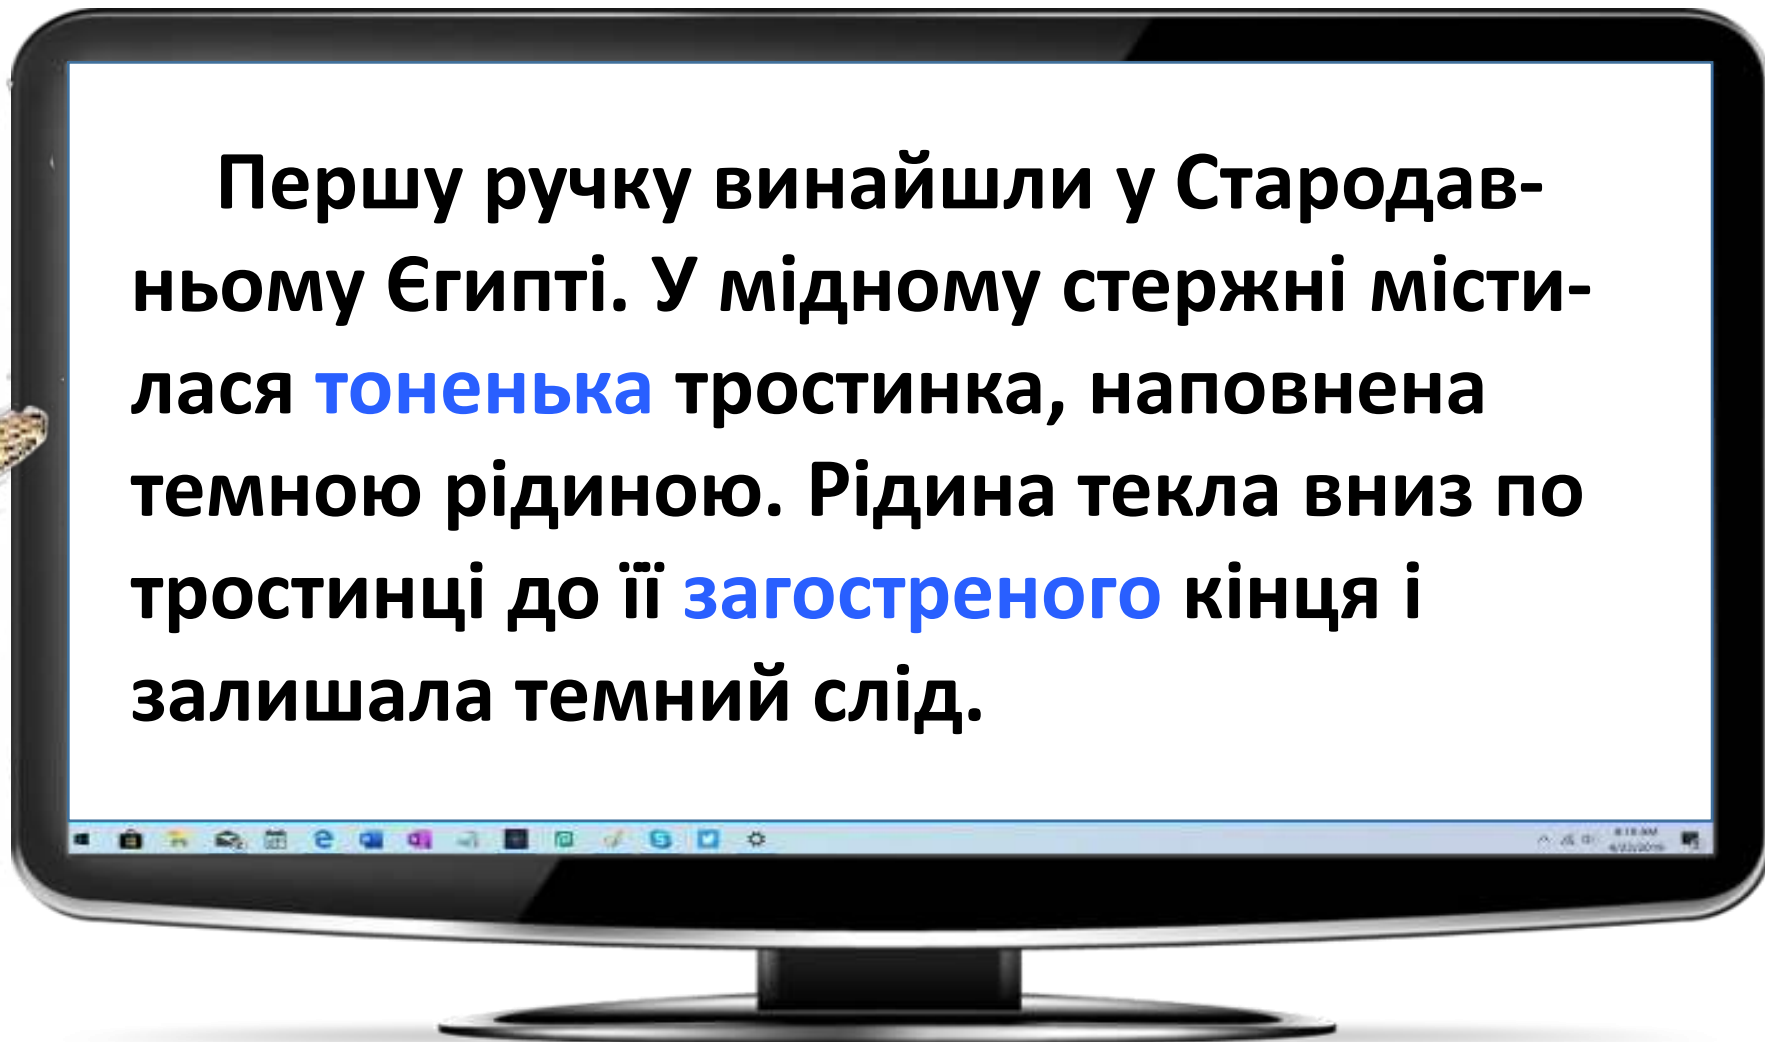 Першу ручку винайшли у Стародав-
ньому Єгипті. У мідному стержні місти-
лася тоненька тростинка, наповнена
темною рідиною. Рідина текла вниз по
тростинці до її загостреного кінця і
залишала темний слід.